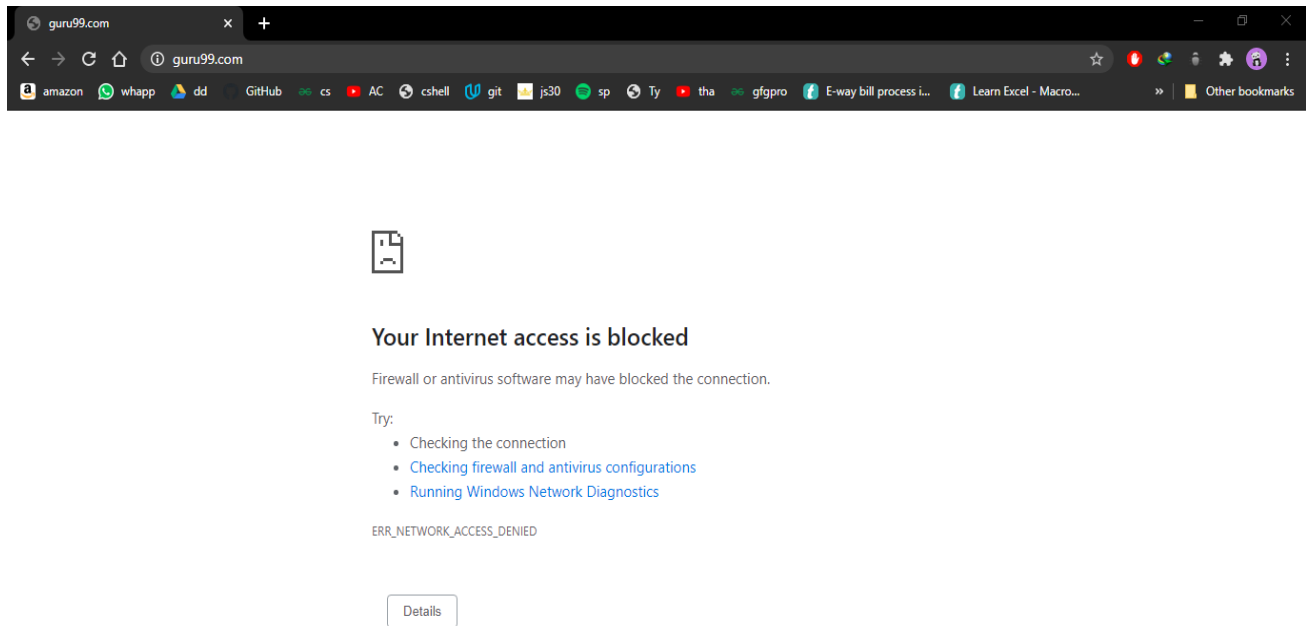 guru99.com
guru99.com
amazon whapp dd GitHub cs AC cshell git js30 sp Ty tha gfgpro E-way bill process i... Learn Excel - Macro... » Other bookmarks
Your Internet access is blocked
Firewall or antivirus software may have blocked the connection.
Try:
• Checking the connection
• Checking firewall and antivirus configurations
• Running Windows Network Diagnostics
ERR_NETWORK_ACCESS_DENIED
Details